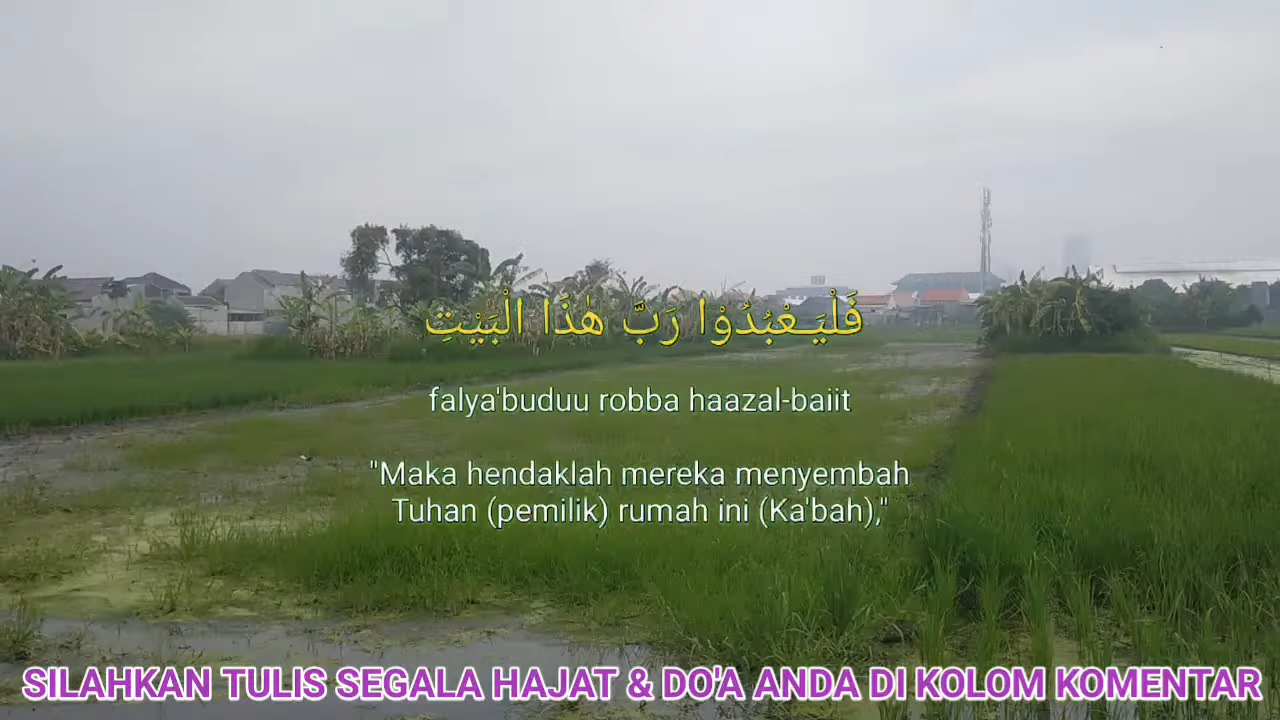 فَلْيَعْبُدُوْا رَبَّ هٰذَا الْبَيْتِ
falya'buduu robba haazal-baiit
"Maka hendaklah mereka menyembah
Tuhan (pemilik) rumah ini (Ka'bah),"
SILAHKAN TULIS SEGALA HAJAT & DO'A ANDA DI KOLOM KOMENTAR